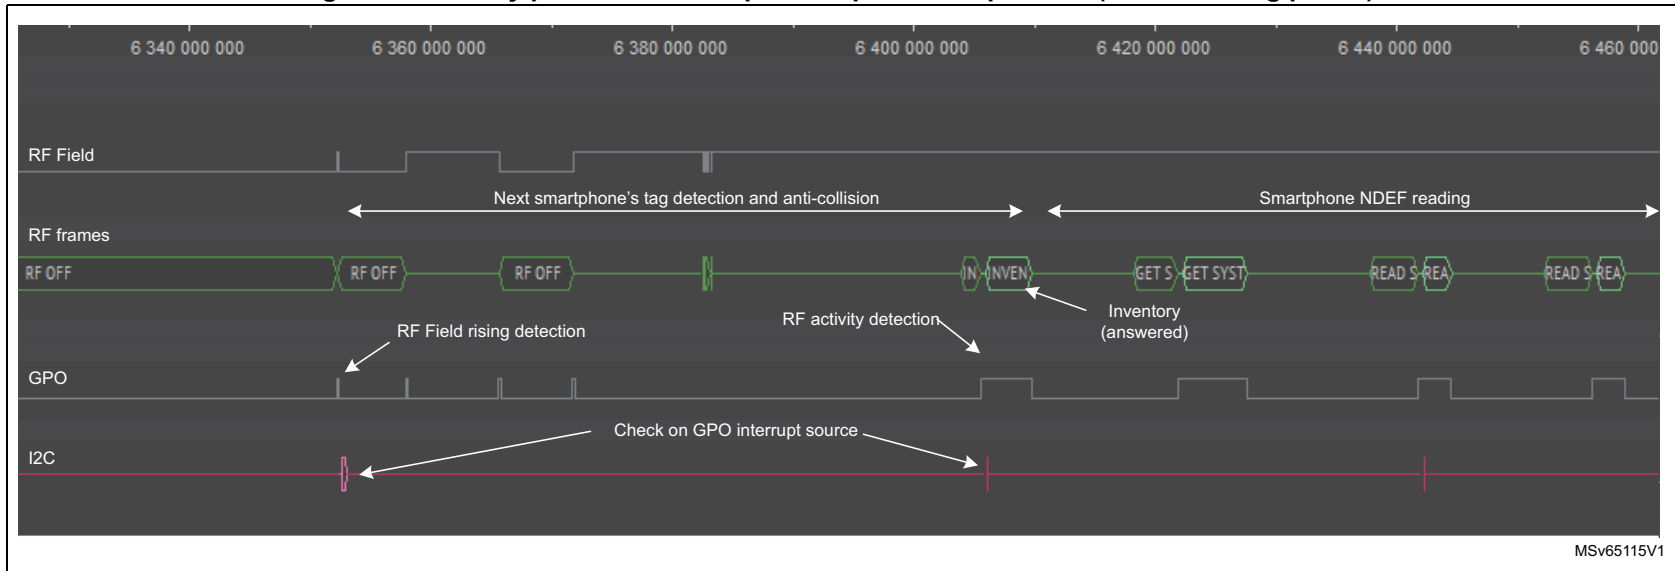 6 340 000 000 6 360 000 000 6 380 000 000 6 400 000 000 6 420 000 000 6 440 000 000 6 460 000
RF Field
Next smartphone's tag detection and anti-collision
Smartphone NDEF reading
RF frames
RF OFF RF OFF RF OFF IN INVEN GET S GET SYST READ S REA READ S REA
RF Field rising detection
RF activity detection
Inventory
(answered)
GPO
Check on GPO interrupt source
I2C
MSv65115V1